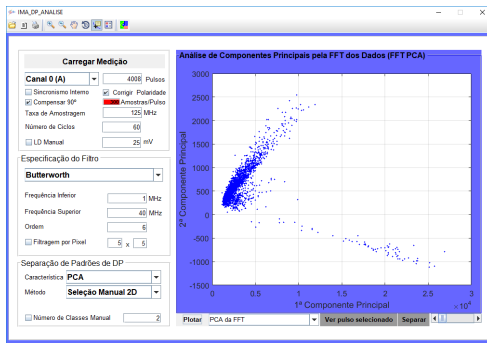 IMA_DP_ANALISE
Carregar Medição
Canal 0 (A) 4008 Pulsos
Sincronismo Interno Corrigir Polaridade
Compensar 90º 300 Amostras/Pulso
Taxa de Amostragem 125 MHz
Número de Ciclos 60
LD Manual 25 mV
Especificação do Filtro
Butterworth
Frequência Inferior 1 MHz
Frequência Superior 40 MHz
Ordem 6
Filtragem por Pixel 5 x 5
Separação de Padrões de DP
Característica PCA
Método Seleção Manual 2D
Número de Classes Manual 2
Análise de Componentes Principais pela FFT dos Dados (FFT PCA)
2º Componente Principal
3000
2500
2000
1500
1000
500
0
-500
-1000
-1500
0 0.5 1 1.5 2 2.5 3
1º Componente Principal ×10⁴
Plotar PCA da FFT Ver pulso selecionado Separar